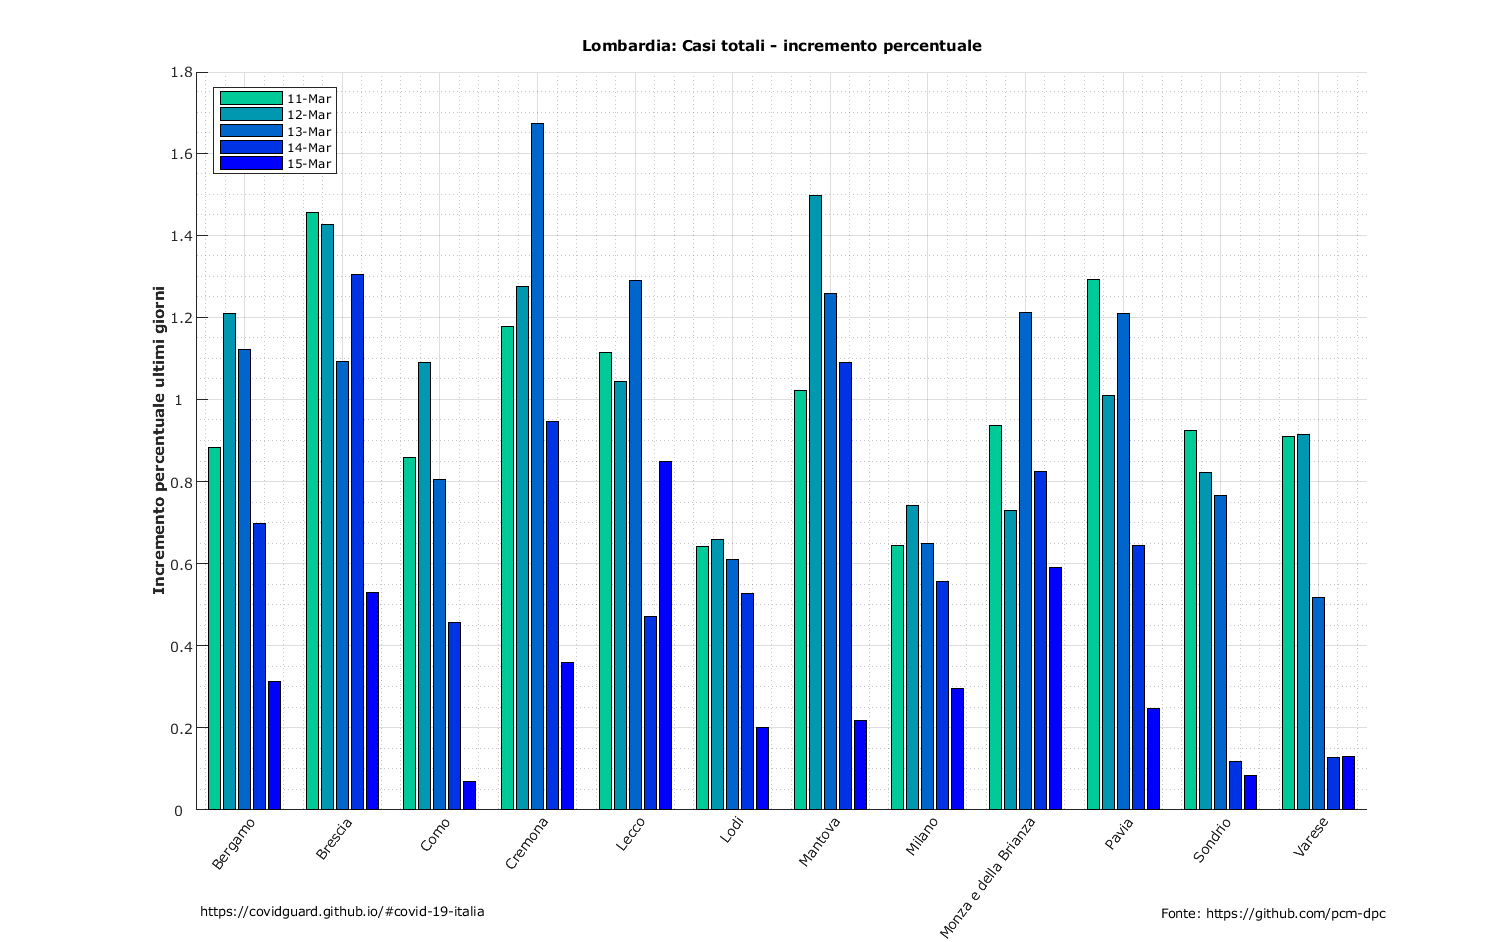 Lombardia: Casi totali - incremento percentuale
1.8
1.6
1.4
1.2
1
0.8
0.6
0.4
0.2
0
Incremento percentuale ultimi giorni
11-Mar
12-Mar
13-Mar
14-Mar
15-Mar
Bergamo
Brescia
Como
Cremona
Lecco
Lodi
Mantova
Milano
Monza e della Brianza
Pavia
Sondrio
Varese
https://covidguard.github.io/#covid-19-italia
Fonte: https://github.com/pcm-dpc